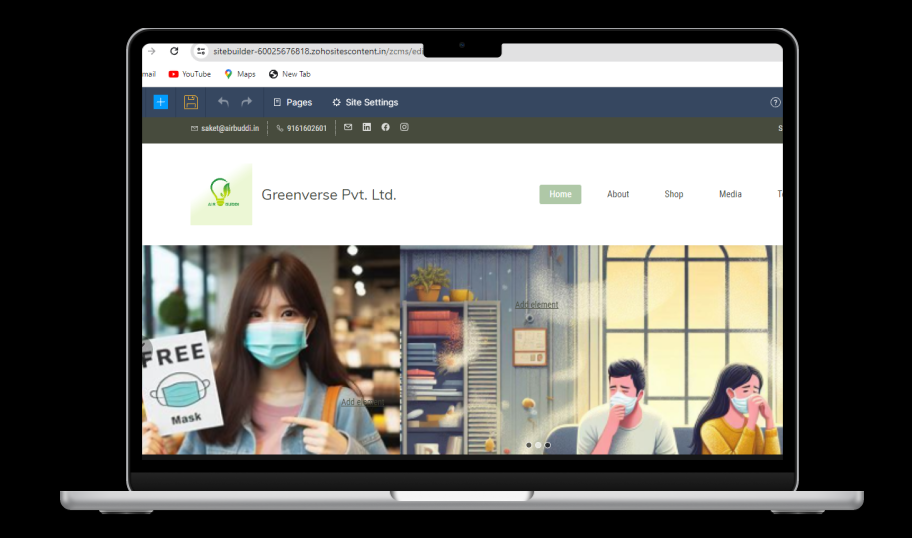 sitebuilder-60025676818.zohositescontent.in/zcms/edi
mail YouTube Maps New Tab
Pages Site Settings
saket@airbuddi.in 9161602601 S
Greenverse Pvt. Ltd. Home About Shop Media T
Add element
FREE
Mask
Add element